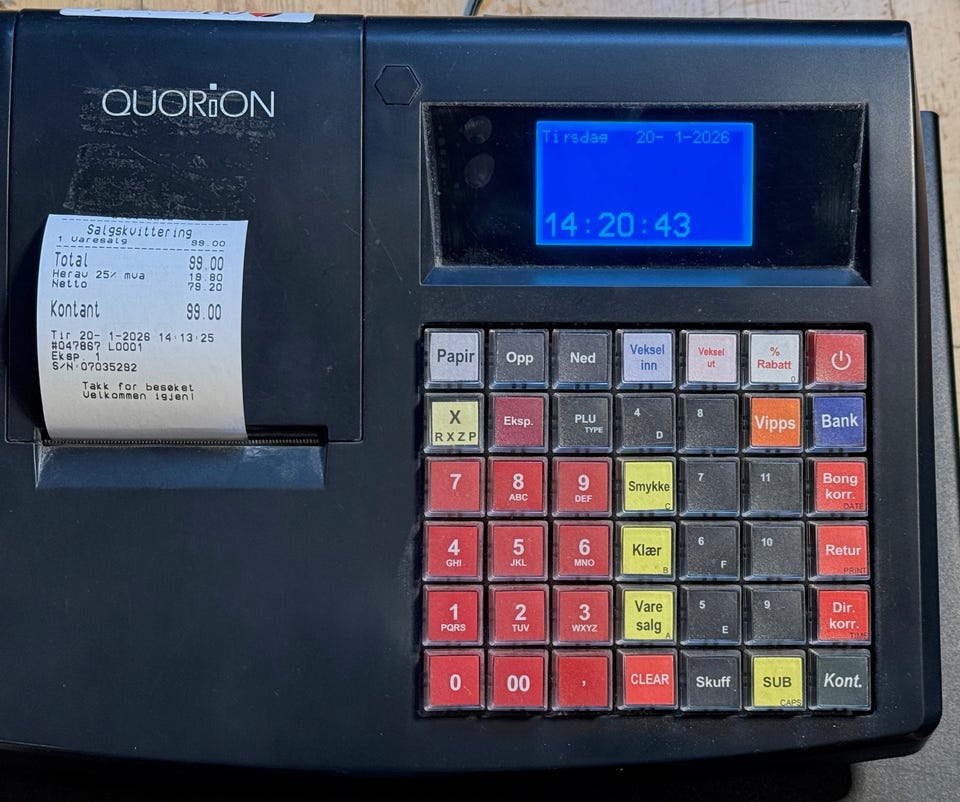 QUORiON
Tirsdag 20- 1-2026
14:20:43
Salgskvittering
1 Varesalg 99.00
Total 99.00
Herav 25% mva 19.80
Netto 79.20
Kontant 99.00
Tir 20- 1-2026 14:13:25
#047867 L0001
Eksp. 1
S/N:07035292
Takk for besøket
Velkommen igjen!
Papir Opp Ned Veksel inn Veksel ut % Rabatt D
X RXZP Eksp. PLU TYPE 4 D 8 Vipps Bank
7 8 ABC 9 DEF Smykke C 7 11 Bong korr. DATE
4 GHI 5 JKL 6 MNO Klær B 6 F 10 Retur PRINT
1 PQRS 2 TUV 3 WXYZ Vare salg A 5 E 9 Dir. korr. TIME
0 00 , CLEAR Skuff SUB CAPS Kont.